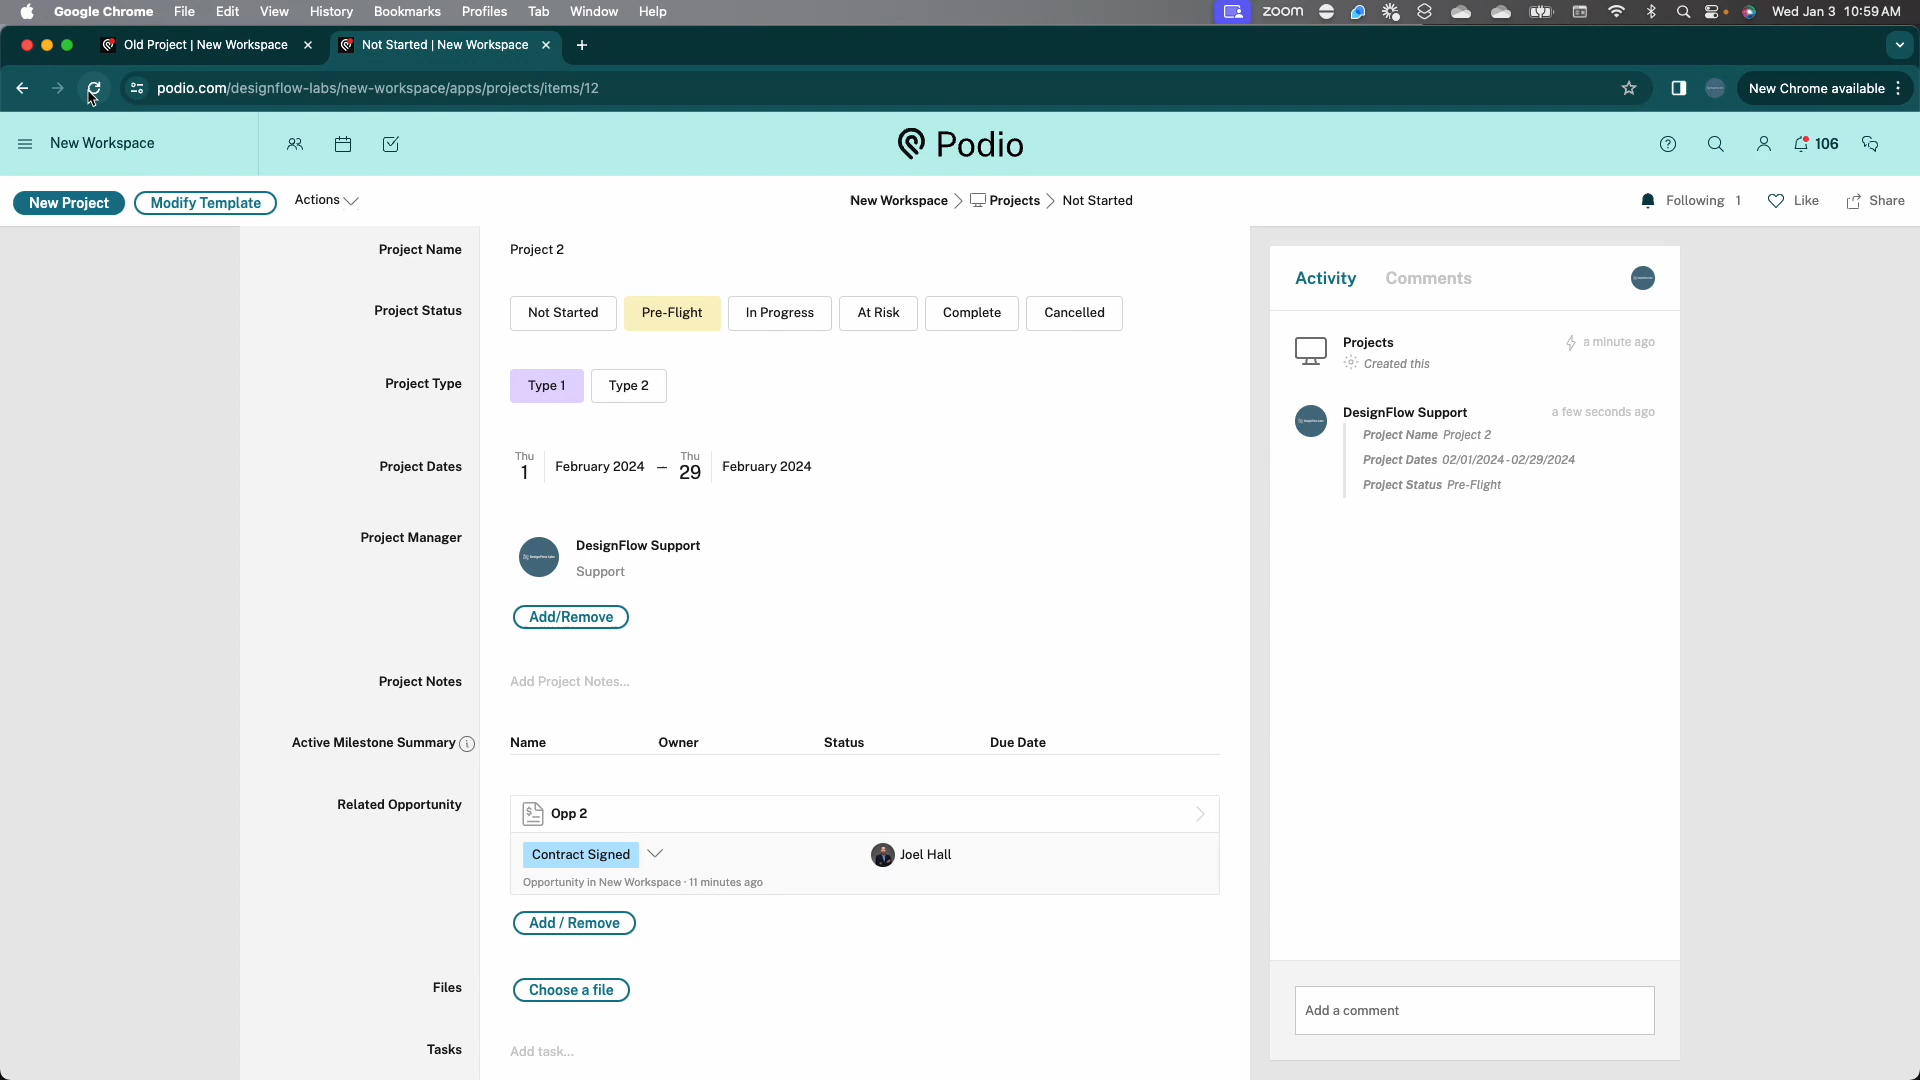 Google Chrome File Edit View History Bookmarks Profiles Tab Window Help zoom Wed Jan 3 10:59 AM
Old Project | New Workspace Not Started | New Workspace
podio.com/designflow-labs/new-workspace/apps/projects/items/12 New Chrome available
New Workspace Podio 106
New Project Modify Template Actions New Workspace Projects Not Started Following 1 Like Share
Project Name Project 2
Project Status Not Started Pre-Flight In Progress At Risk Complete Cancelled
Project Type Type 1 Type 2
Project Dates Thu 1 February 2024 – Thu 29 February 2024
Project Manager DesignFlow Support
Support
Add/Remove
Project Notes Add Project Notes...
Active Milestone Summary Name Owner Status Due Date
Related Opportunity Opp 2
Contract Signed Joel Hall
Opportunity in New Workspace · 11 minutes ago
Add / Remove
Files Choose a file
Tasks Add task...
Activity Comments
Projects a minute ago
Created this
DesignFlow Support a few seconds ago
Project Name Project 2
Project Dates 02/01/2024 - 02/29/2024
Project Status Pre-Flight
Add a comment